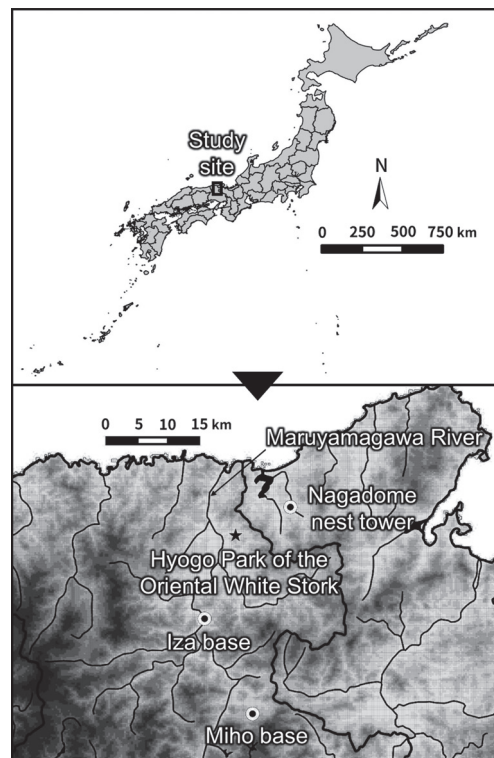 Study
site
N
0 250 500 750 km
0 5 10 15 km
Maruyamagawa River
Nagadome
nest tower
Hyogo Park of the
Oriental White Stork
Iza base
Miho base